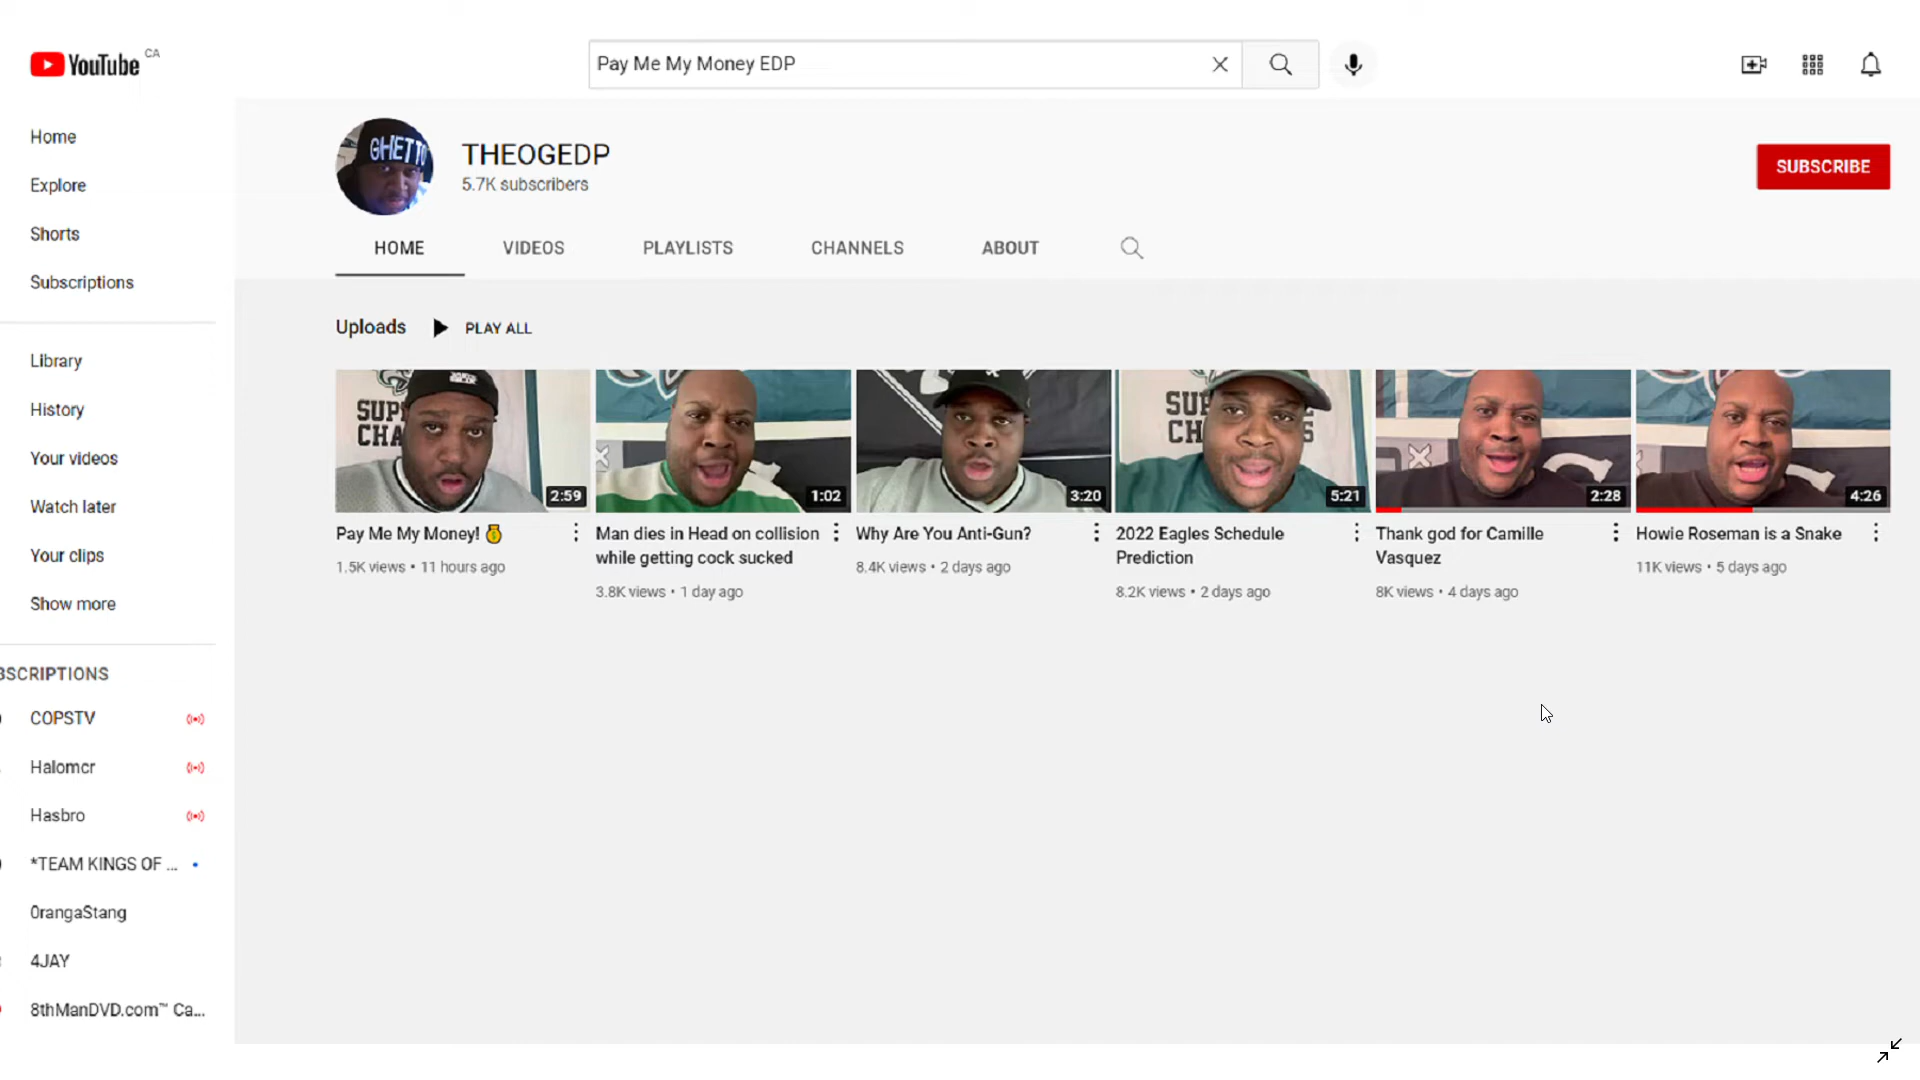 YouTube CA
Pay Me My Money EDP
Home
Explore
Shorts
Subscriptions
Library
History
Your videos
Watch later
Your clips
Show more
BSCRIPTIONS
COPSTV
Halomcr
Hasbro
*TEAM KINGS OF ...
0rangaStang
4JAY
8thManDVD.com™ Ca...
GHETTO
THEOGEDP
5.7K subscribers
SUBSCRIBE
HOME VIDEOS PLAYLISTS CHANNELS ABOUT
Uploads PLAY ALL
SUP
CHA
2:59
Pay Me My Money! 💰
1.5K views • 11 hours ago
1:02
Man dies in Head on collision
while getting cock sucked
3.8K views • 1 day ago
3:20
Why Are You Anti-Gun?
8.4K views • 2 days ago
5:21
2022 Eagles Schedule
Prediction
8.2K views • 2 days ago
2:28
Thank god for Camille
Vasquez
8K views • 4 days ago
4:26
Howie Roseman is a Snake
11K views • 5 days ago